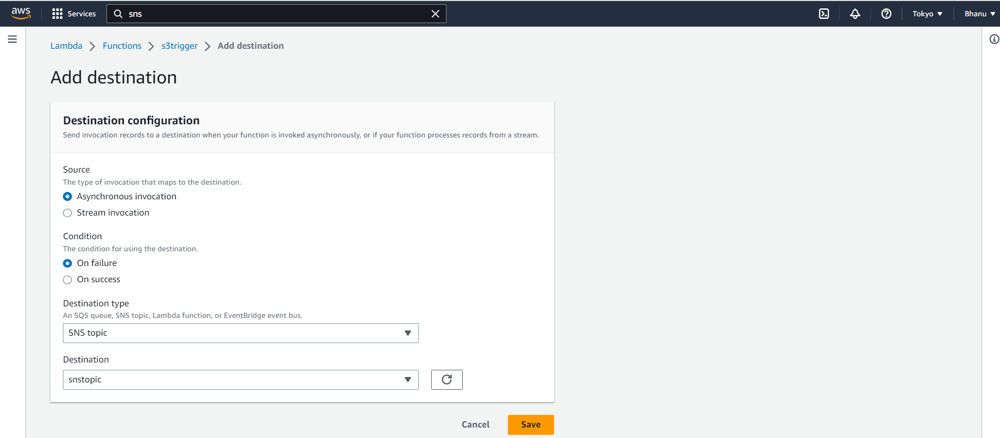 aws Services sns Tokyo Bhanu
Lambda Functions s3trigger Add destination
Add destination
Destination configuration
Send invocation records to a destination when your function is invoked asynchronously, or if your function processes records from a stream.
Source
The type of invocation that maps to the destination.
Asynchronous invocation
Stream invocation
Condition
The condition for using the destination.
On failure
On success
Destination type
An SQS queue, SNS topic, Lambda function, or EventBridge event bus.
SNS topic
Destination
snstopic
Cancel Save